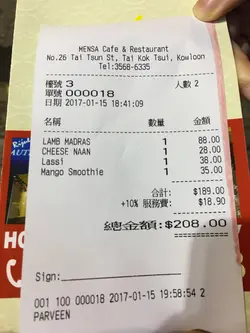 MENSA Cafe & Restaurant
No.26 Tai Tsun St, Tai Kok Tsui, Kowloon
Tel:3568-6335
檯號 3 人數 2
單號 000018
日期 2017-01-15 18:41:09
名稱 數量 金額
LAMB MADRAS 1 88.00
CHEESE NAAN 1 28.00
Lassi 1 38.00
Mango Smoothie 1 35.00
合計: $189.00
+10% 服務費: $18.90
總金額: $208.00
Sign:
001 100 000018 2017-01-15 19:58:54 2
PARVEEN
HO